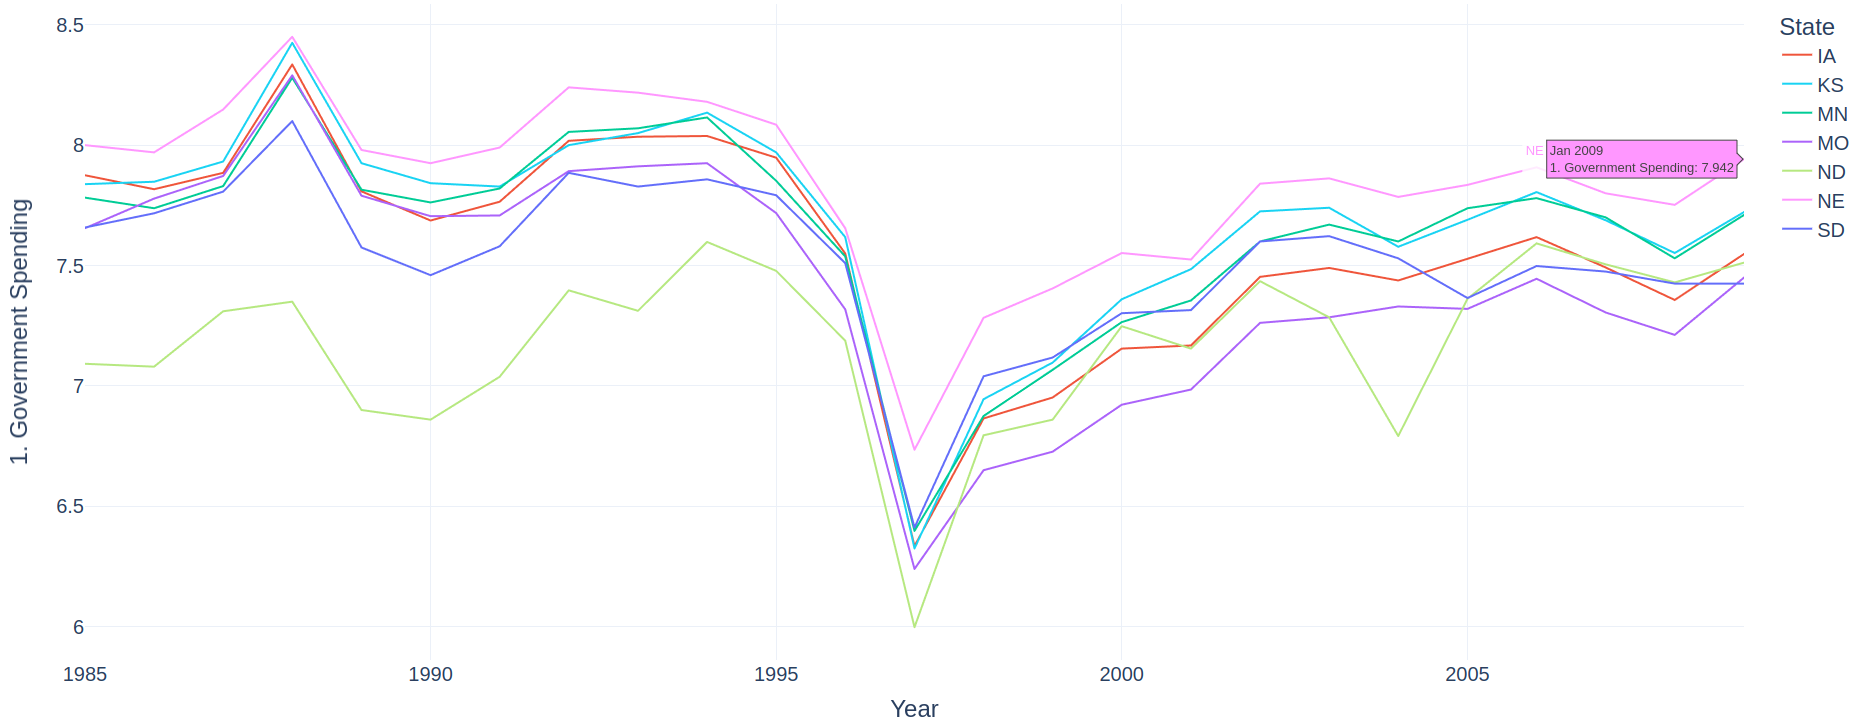 8.5
8
7.5
7
6.5
6
1. Government Spending
1985
1990
1995
2000
2005
Year
State
IA
KS
MN
MO
ND
NE
SD
NE
Jan 2009
1. Government Spending: 7.942